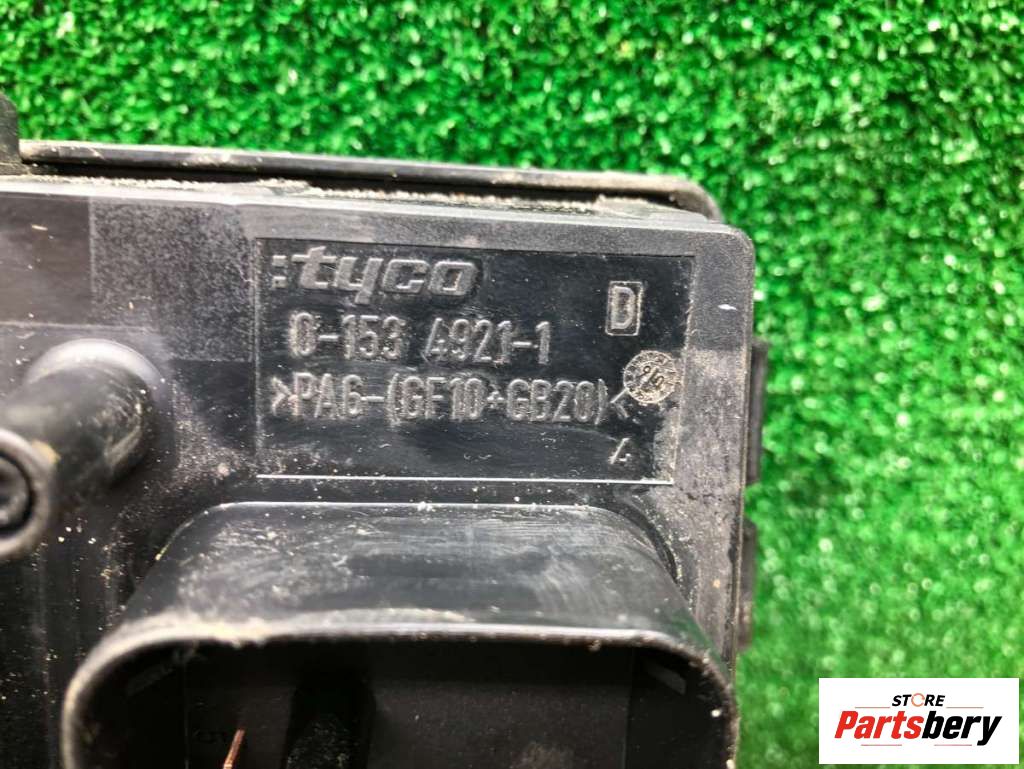 tyco
D
0-153 4921-1
>PA6-(GF10+GB20)<
STORE
Partsbery